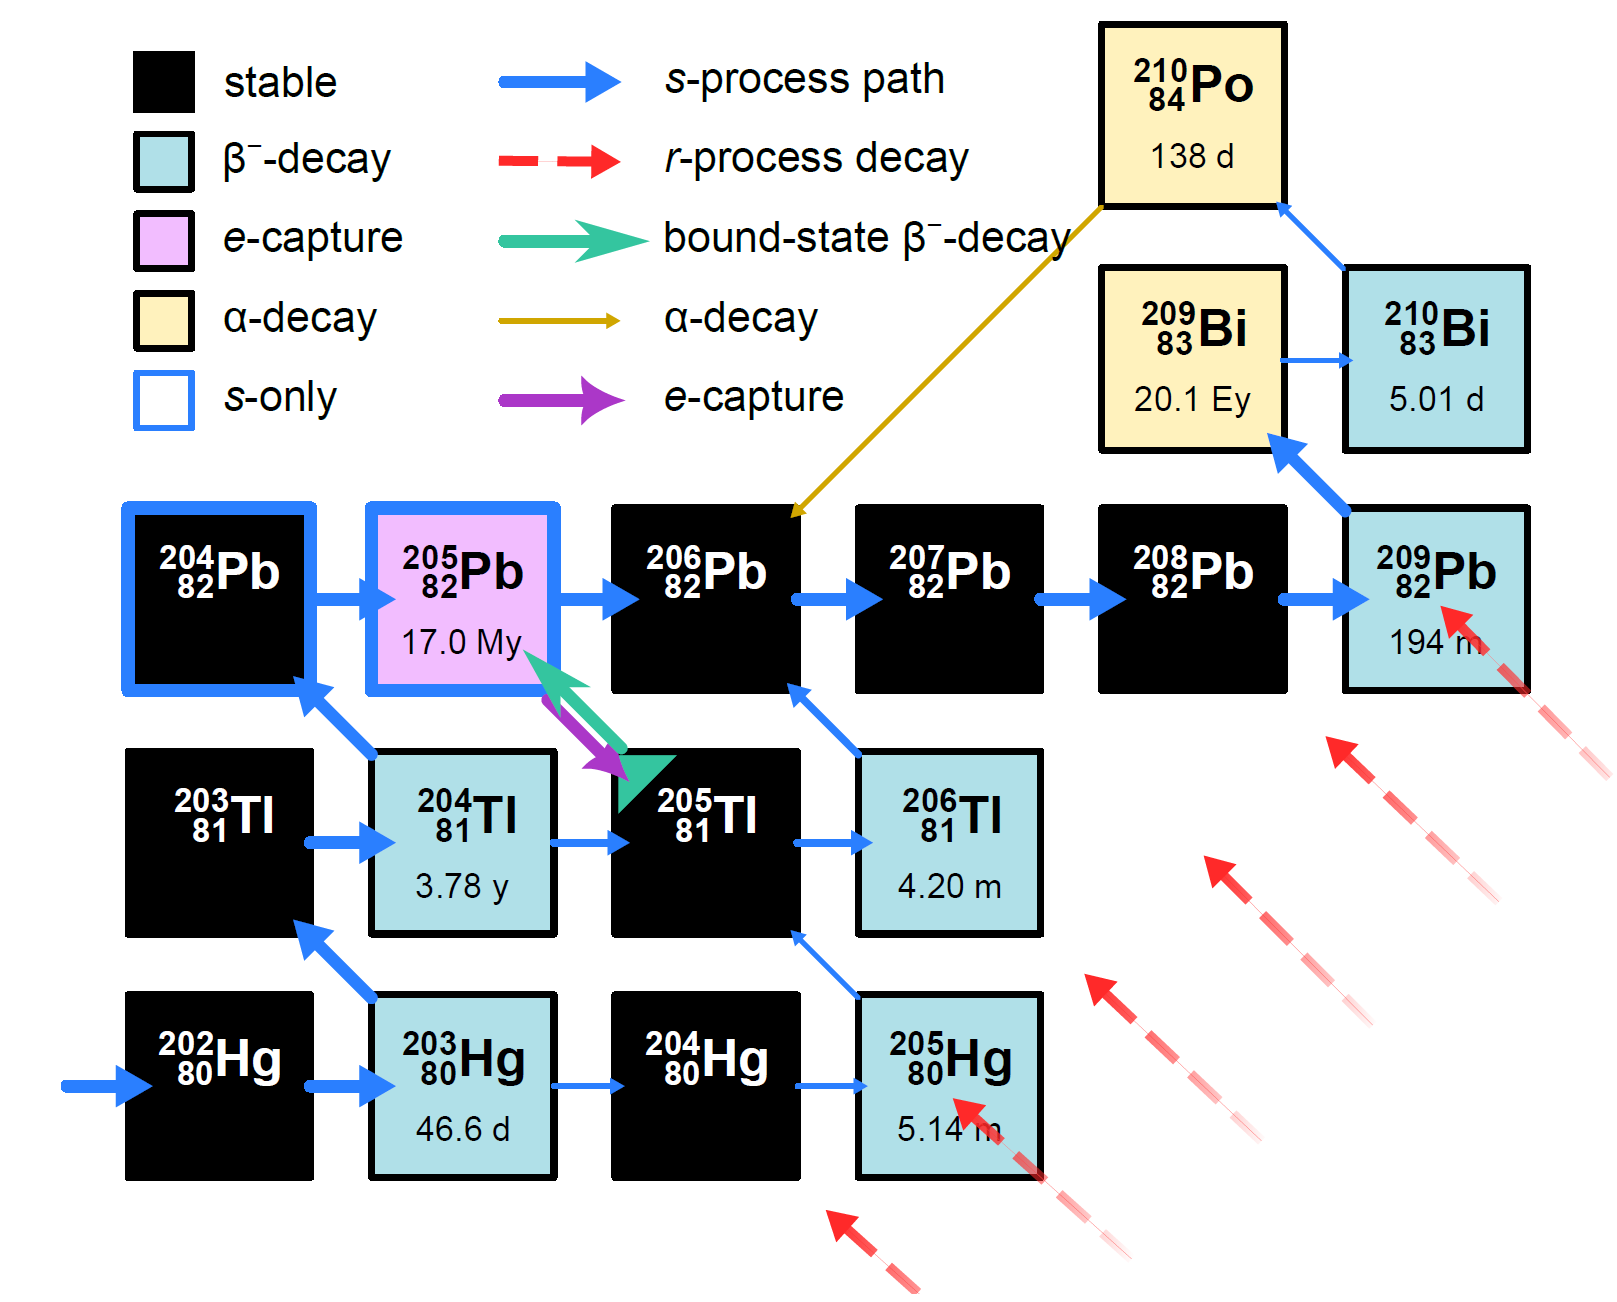 stable
β⁻-decay
e-capture
α-decay
s-only
s-process path
r-process decay
bound-state β⁻-decay
α-decay
e-capture
²¹⁰₈₄Po
138 d
²⁰⁹₈₃Bi
20.1 Ey
²¹⁰₈₃Bi
5.01 d
²⁰⁴₈₂Pb
²⁰⁵₈₂Pb
17.0 My
²⁰⁶₈₂Pb
²⁰⁷₈₂Pb
²⁰⁸₈₂Pb
²⁰⁹₈₂Pb
194 m
²⁰³₈₁Tl
²⁰⁴₈₁Tl
3.78 y
²⁰⁵₈₁Tl
²⁰⁶₈₁Tl
4.20 m
²⁰²₈₀Hg
²⁰³₈₀Hg
46.6 d
²⁰⁴₈₀Hg
²⁰⁵₈₀Hg
5.14 m